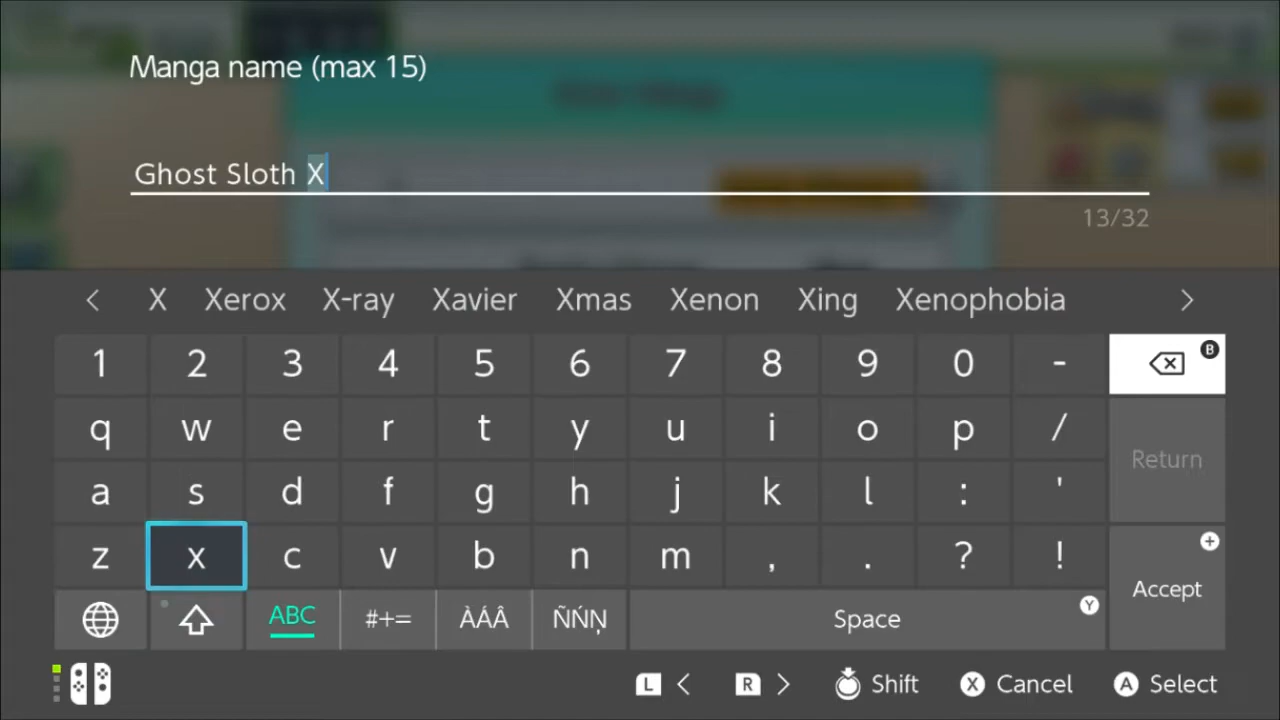 Manga name (max 15)
Ghost Sloth X
13/32
< X Xerox X-ray Xavier Xmas Xenon Xing Xenophobia >
1 2 3 4 5 6 7 8 9 0 - B
q w e r t y u i o p / Return
a s d f g h j k l : '
z x c v b n m , . ? ! + Accept
ABC #+= ÀÁÂ ÑŃŅ Space Y
L < R > Shift X Cancel A Select